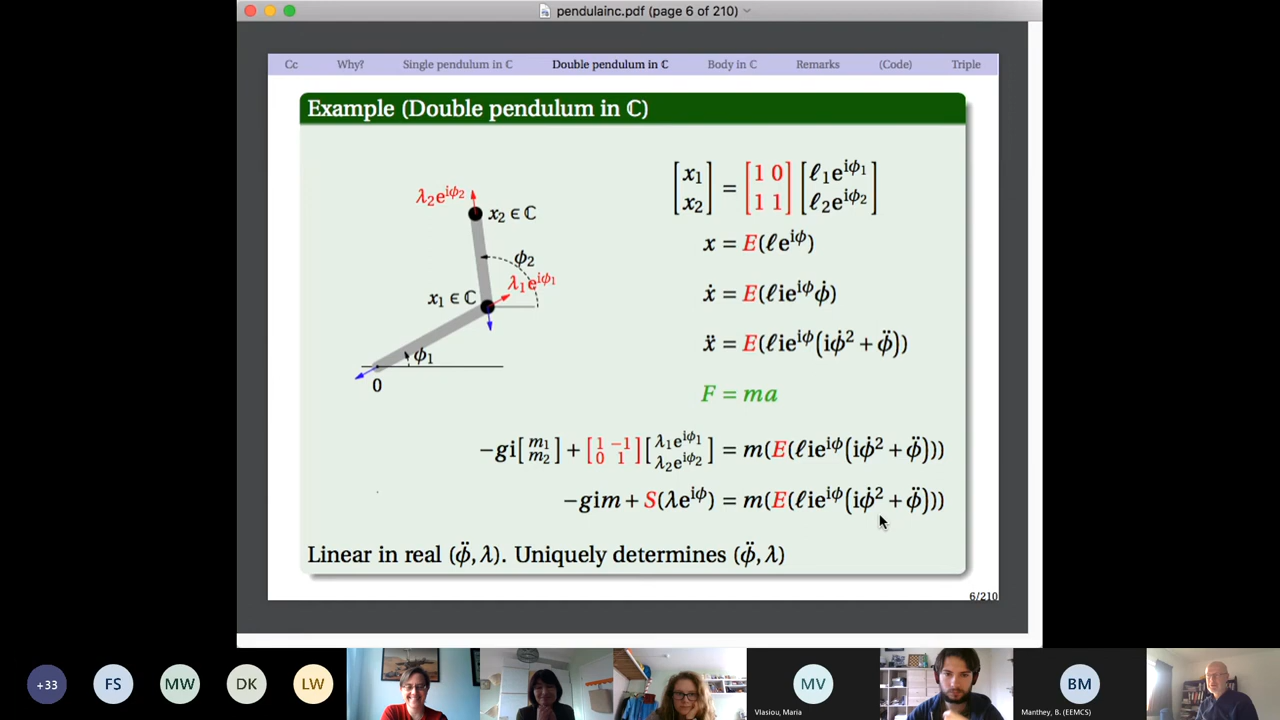 pendulainc.pdf (page 6 of 210)
Cc Why? Single pendulum in ℂ Double pendulum in ℂ Body in ℂ Remarks (Code) Triple
Example (Double pendulum in ℂ)
λ₂e^{iϕ₂}
x₂ ∈ ℂ
ϕ₂
λ₁e^{iϕ₁}
x₁ ∈ ℂ
ϕ₁
0
[x₁ x₂] = [1 0 1 1] [ℓ₁e^{iϕ₁} ℓ₂e^{iϕ₂}]
x = E(ℓe^{iϕ})
ẋ = E(ℓie^{iϕ}ϕ̇)
ẍ = E(ℓie^{iϕ}(iϕ̇² + ϕ̈))
F = ma
−gi[m₁ m₂] + [1 −1 0 1][λ₁e^{iϕ₁} λ₂e^{iϕ₂}] = m(E(ℓie^{iϕ}(iϕ̇² + ϕ̈)))
−gim + S(λe^{iϕ}) = m(E(ℓie^{iϕ}(iϕ̇² + ϕ̈)))
Linear in real (ϕ̈, λ). Uniquely determines (ϕ̈, λ)
6/210
+33 FS MW DK LW MV BM
Vlasiou, Maria
Manthey, B. (EEMCS)